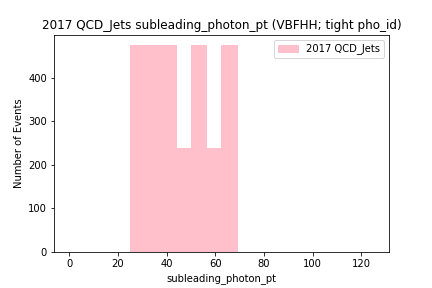 2017 QCD_Jets subleading_photon_pt (VBFHH; tight pho_id)
2017 QCD_Jets
Number of Events
400
300
200
100
0
0 20 40 60 80 100 120
subleading_photon_pt